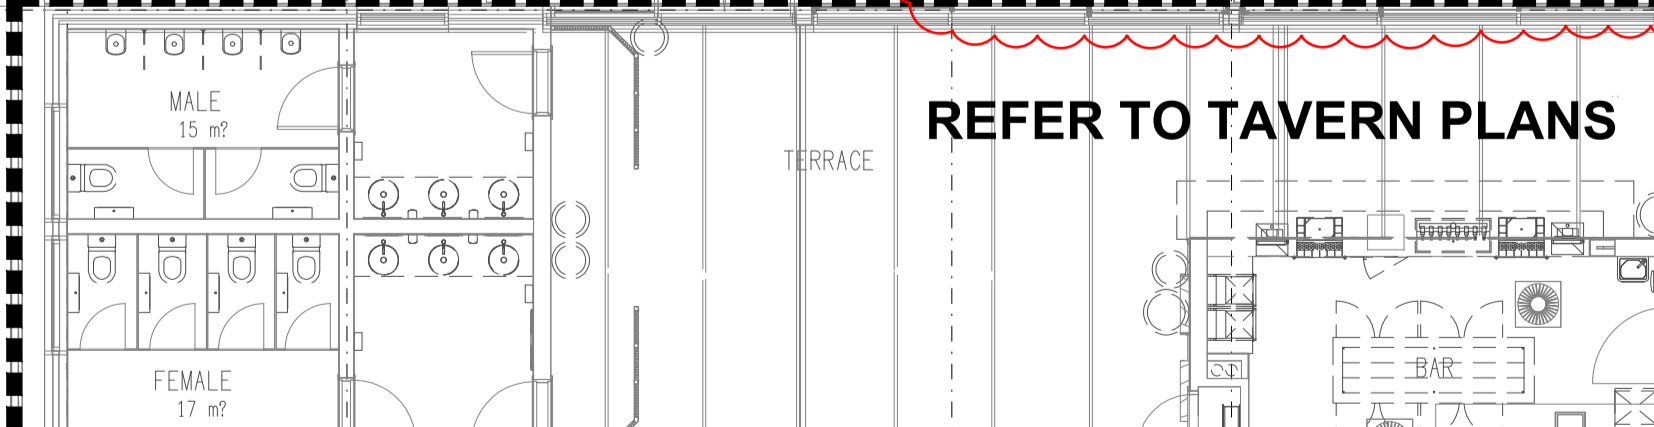 REFER TO TAVERN PLANS
MALE
15 m?
TERRACE
BAR
FEMALE
17 m?